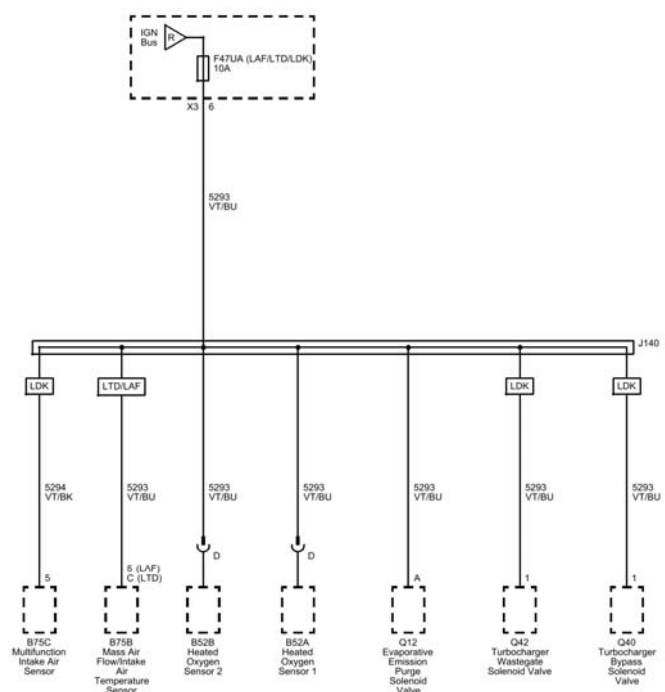 IGN
Bus
R
F47UA (LAF/LTD/LDK)
10A
X3 6
5293
VT/BU
J140
LDK
LTD/LAF
LDK
LDK
5294
VT/BK
5293
VT/BU
5293
VT/BU
5293
VT/BU
5293
VT/BU
5293
VT/BU
5293
VT/BU
D
D
5
5 (LAF)
C (LTD)
A
1
1
B75C
Multifunction
Intake Air
Sensor
B75B
Mass Air
Flow/Intake
Air
Temperature
Sensor
B52B
Heated
Oxygen
Sensor 2
B52A
Heated
Oxygen
Sensor 1
Q12
Evaporative
Emission
Purge
Solenoid
Valve
Q42
Turbocharger
Wastegate
Solenoid Valve
Q40
Turbocharger
Bypass
Solenoid
Valve